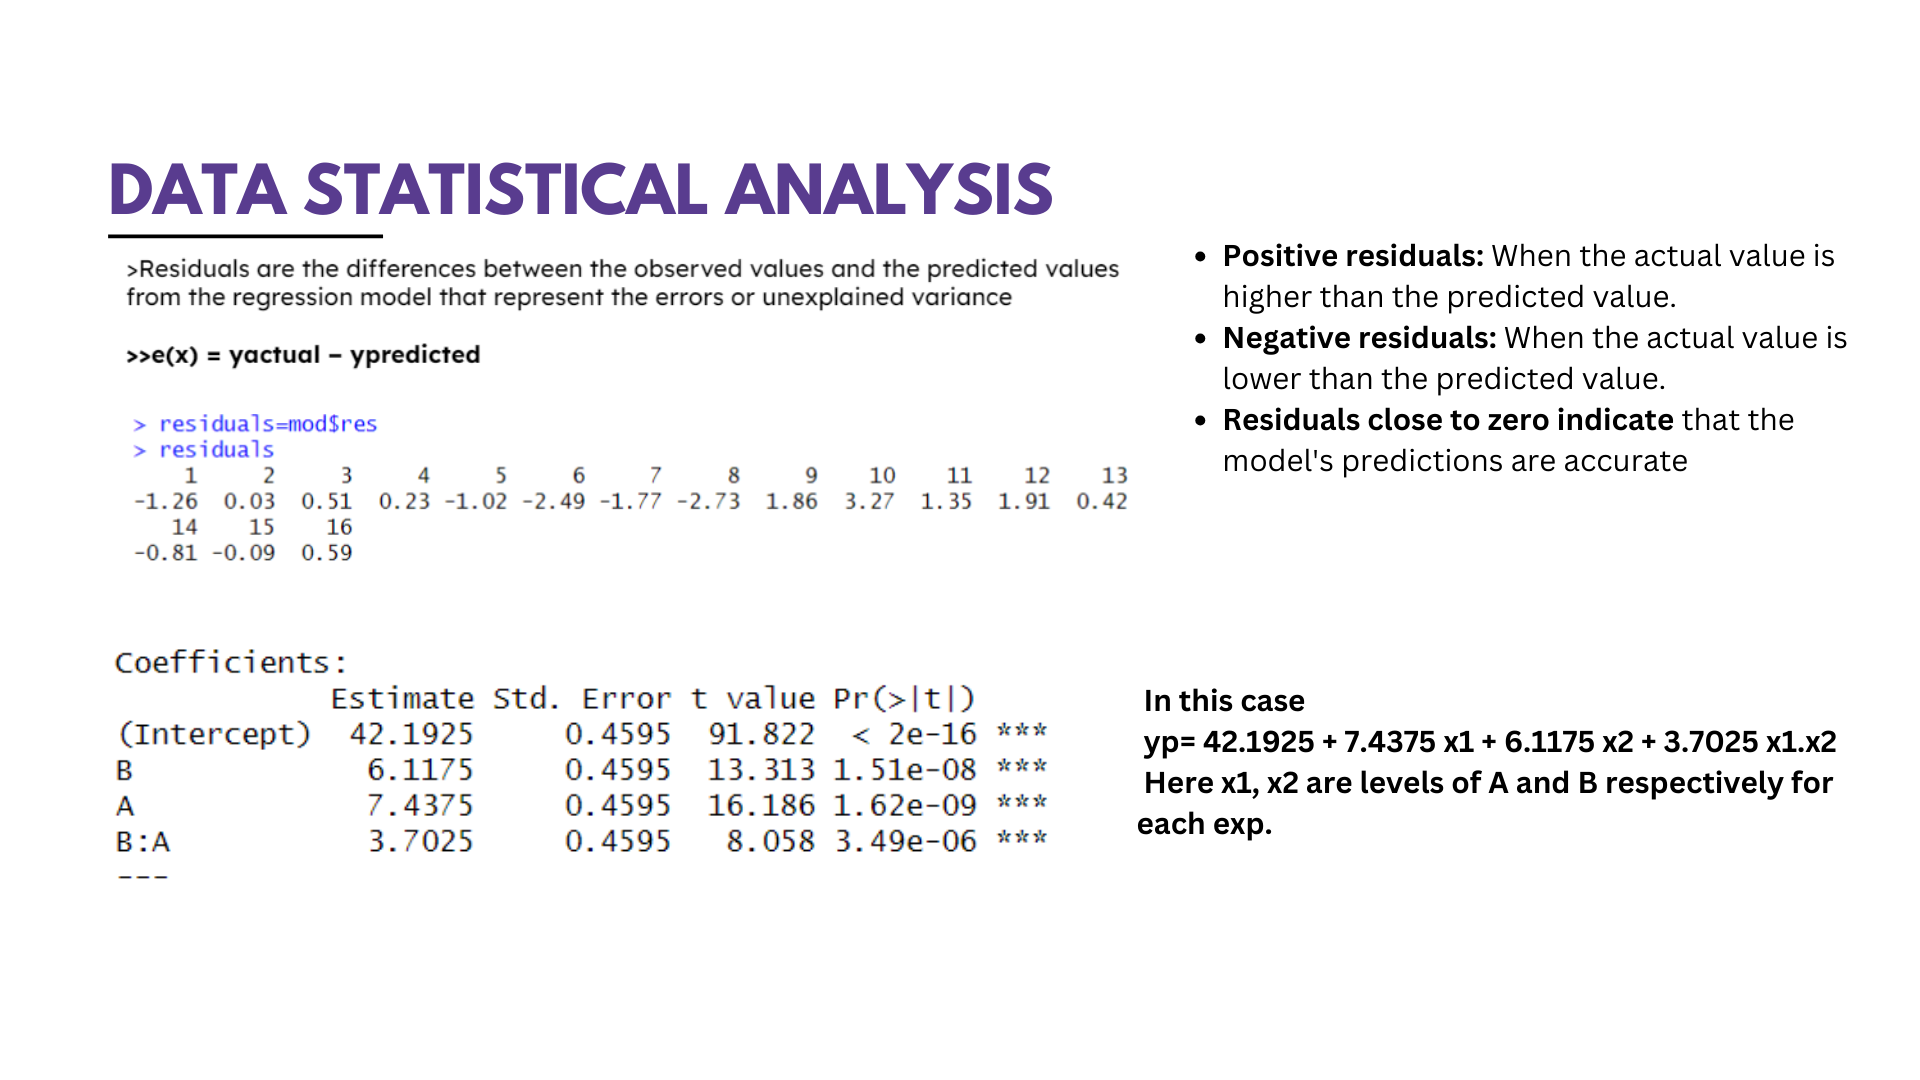 DATA STATISTICAL ANALYSIS
>Residuals are the differences between the observed values and the predicted values
from the regression model that represent the errors or unexplained variance
>>e(x) = yactual – ypredicted
> residuals=mod$res
> residuals
1 2 3 4 5 6 7 8 9 10 11 12 13
-1.26 0.03 0.51 0.23 -1.02 -2.49 -1.77 -2.73 1.86 3.27 1.35 1.91 0.42
14 15 16
-0.81 -0.09 0.59
• Positive residuals: When the actual value is
higher than the predicted value.
• Negative residuals: When the actual value is
lower than the predicted value.
• Residuals close to zero indicate that the
model's predictions are accurate
Coefficients:
Estimate Std. Error t value Pr(>|t|)
(Intercept) 42.1925 0.4595 91.822 < 2e-16 ***
B 6.1175 0.4595 13.313 1.51e-08 ***
A 7.4375 0.4595 16.186 1.62e-09 ***
B:A 3.7025 0.4595 8.058 3.49e-06 ***
---
In this case
yp= 42.1925 + 7.4375 x1 + 6.1175 x2 + 3.7025 x1.x2
Here x1, x2 are levels of A and B respectively for
each exp.